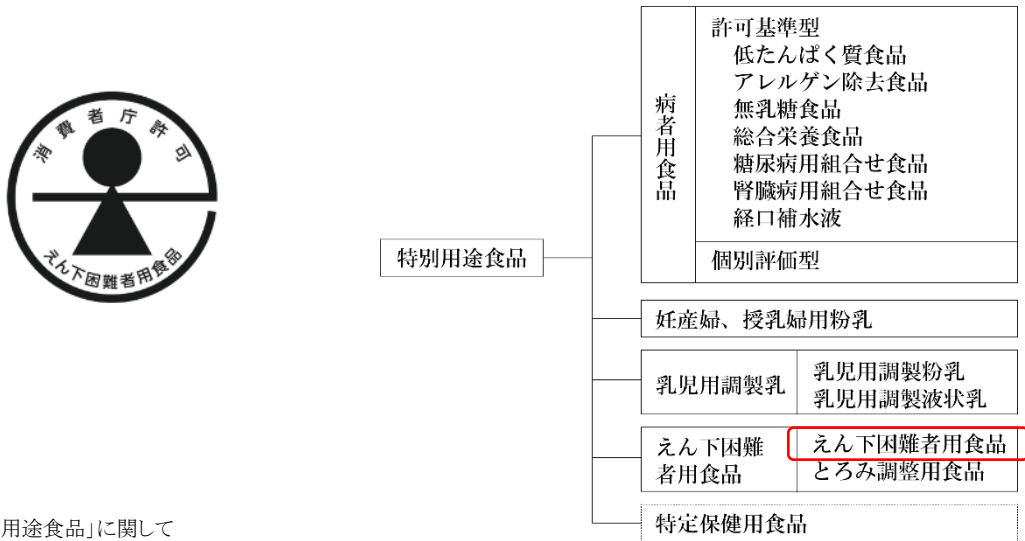 消費者庁許可
えん下困難者用食品
特別用途食品
病者用食品
許可基準型
低たんぱく質食品
アレルゲン除去食品
無乳糖食品
総合栄養食品
糖尿病用組合せ食品
腎臓病用組合せ食品
経口補水液
個別評価型
妊産婦、授乳婦用粉乳
乳児用調製乳
乳児用調製粉乳
乳児用調製液状乳
えん下困難
者用食品
えん下困難者用食品
とろみ調整用食品
特定保健用食品
用途食品」に関して